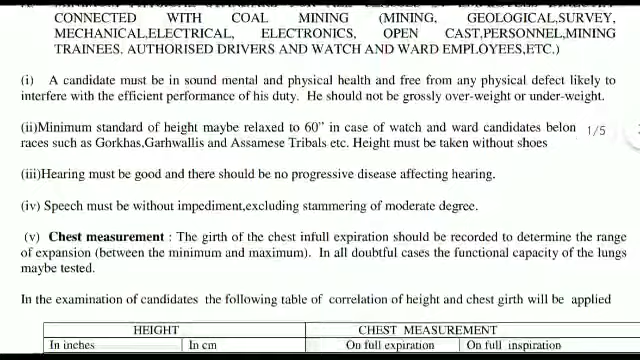 CONNECTED WITH COAL MINING (MINING, GEOLOGICAL,SURVEY,
MECHANICAL,ELECTRICAL, ELECTRONICS, OPEN CAST,PERSONNEL,MINING
TRAINEES, AUTHORISED DRIVERS AND WATCH AND WARD EMPLOYEES,ETC.)
(i) A candidate must be in sound mental and physical health and free from any physical defect likely to
interfere with the efficient performance of his duty. He should not be grossly over-weight or under-weight.
(ii)Minimum standard of height maybe relaxed to 60" in case of watch and ward candidates belon
1/5
races such as Gorkhas,Garhwallis and Assamese Tribals etc. Height must be taken without shoes
(iii)Hearing must be good and there should be no progressive disease affecting hearing.
(iv) Speech must be without impediment,excluding stammering of moderate degree.
(v) Chest measurement : The girth of the chest infull expiration should be recorded to determine the range
of expansion (between the minimum and maximum). In all doubtful cases the functional capacity of the lungs
maybe tested.
In the examination of candidates the following table of correlation of height and chest girth will be applied
HEIGHT CHEST MEASUREMENT
In inches In cm On full expiration On full inspiration